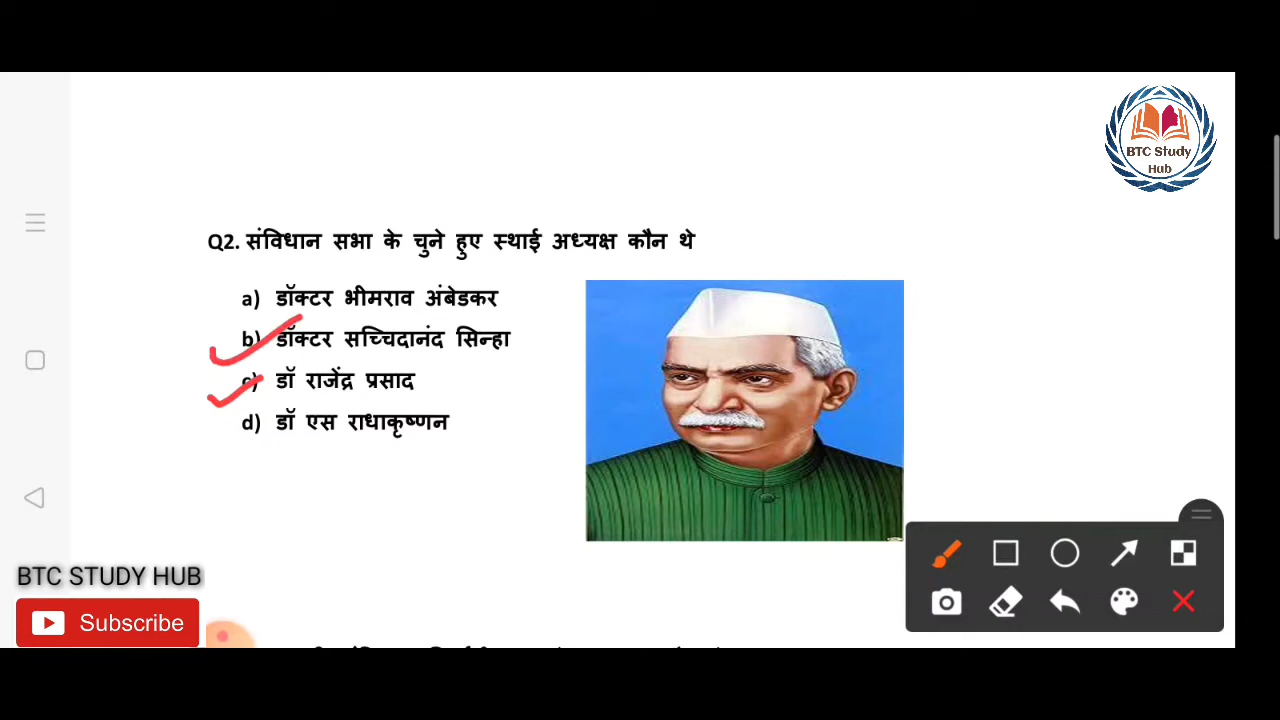 BTC Study
Hub
Q2. संविधान सभा के चुने हुए स्थाई अध्यक्ष कौन थे
a) डॉक्टर भीमराव अंबेडकर
b) डॉक्टर सच्चिदानंद सिन्हा
c) डॉ राजेंद्र प्रसाद
d) डॉ एस राधाकृष्णन
BTC STUDY HUB
Subscribe